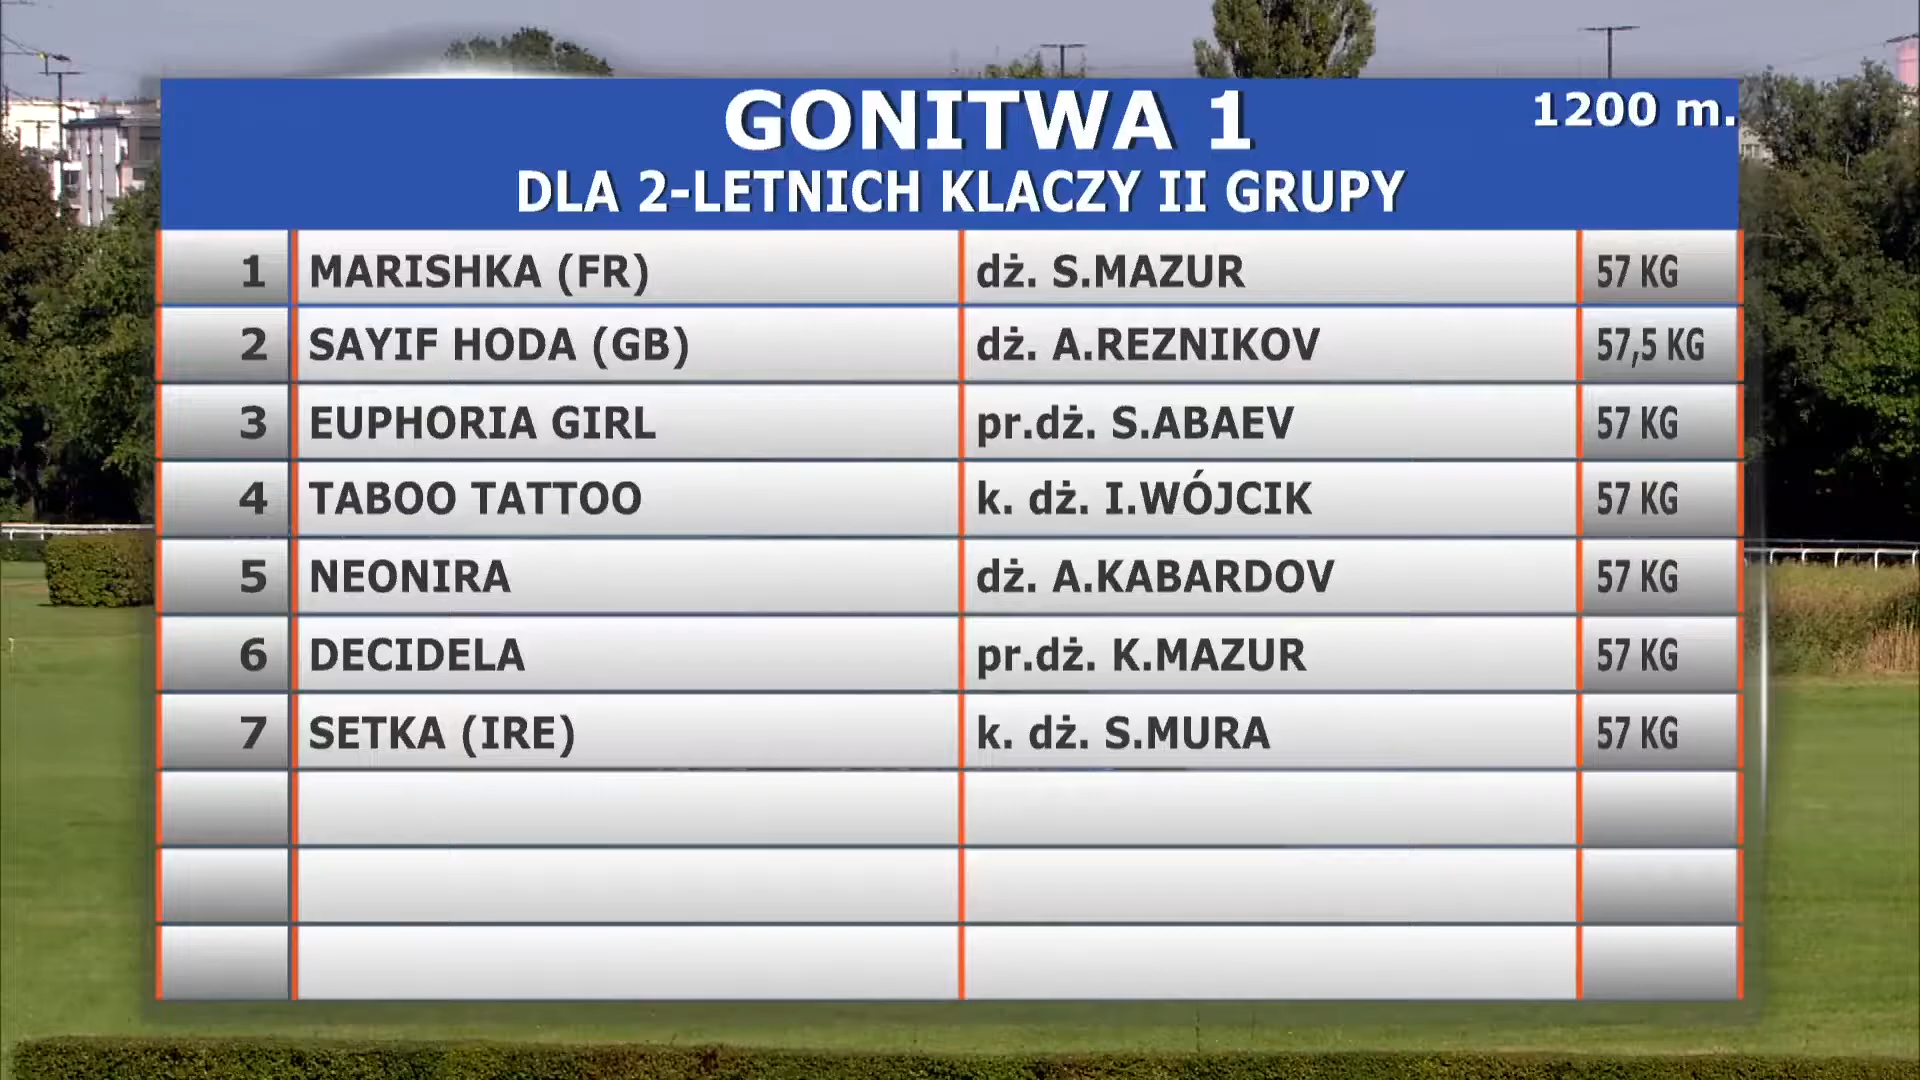 GONITWA 1
1200 m.
DLA 2-LETNICH KLACZY II GRUPY
1 MARISHKA (FR) dż. S.MAZUR 57 KG
2 SAYIF HODA (GB) dż. A.REZNIKOV 57,5 KG
3 EUPHORIA GIRL pr.dż. S.ABAEV 57 KG
4 TABOO TATTOO k. dż. I.WÓJCIK 57 KG
5 NEONIRA dż. A.KABARDOV 57 KG
6 DECIDELA pr.dż. K.MAZUR 57 KG
7 SETKA (IRE) k. dż. S.MURA 57 KG